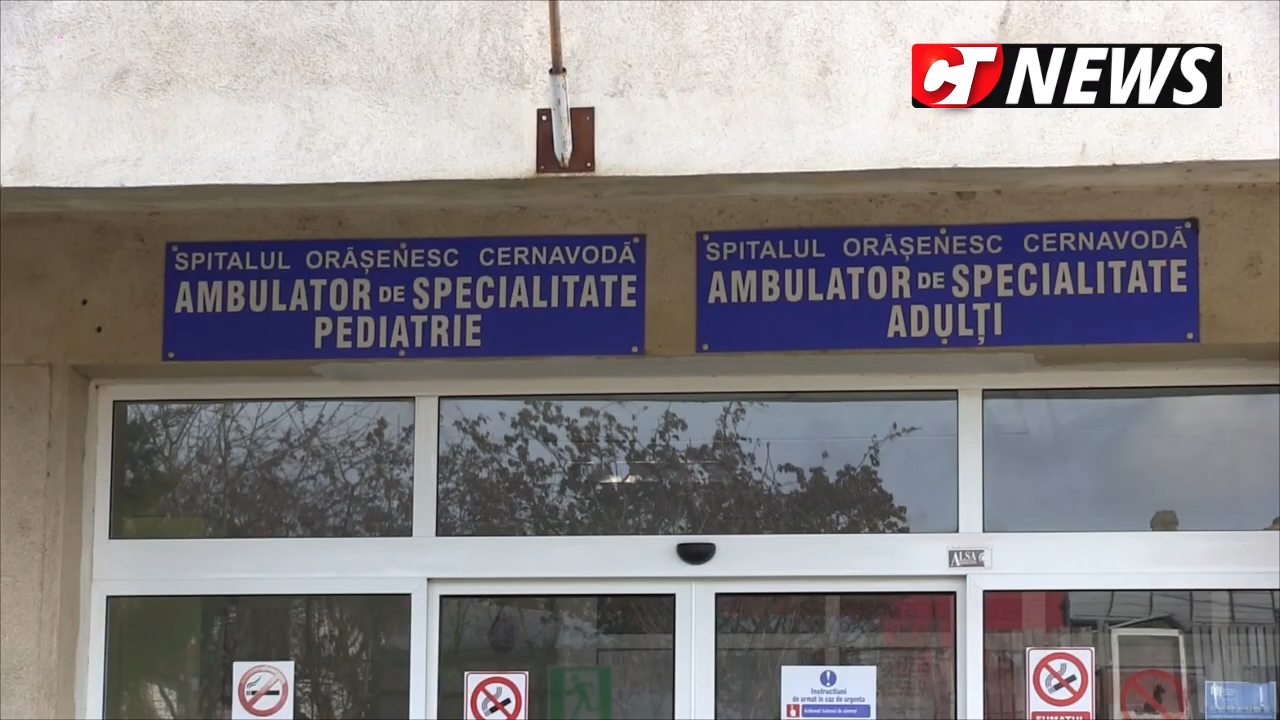 CT NEWS
SPITALUL ORĂȘENESC CERNAVODĂ
AMBULATOR DE SPECIALITATE
PEDIATRIE
SPITALUL ORĂȘENESC CERNAVODĂ
AMBULATOR DE SPECIALITATE
ADULȚI
ALSA
Instrucțiuni
de urmat în caz de urgența
FUMATUL